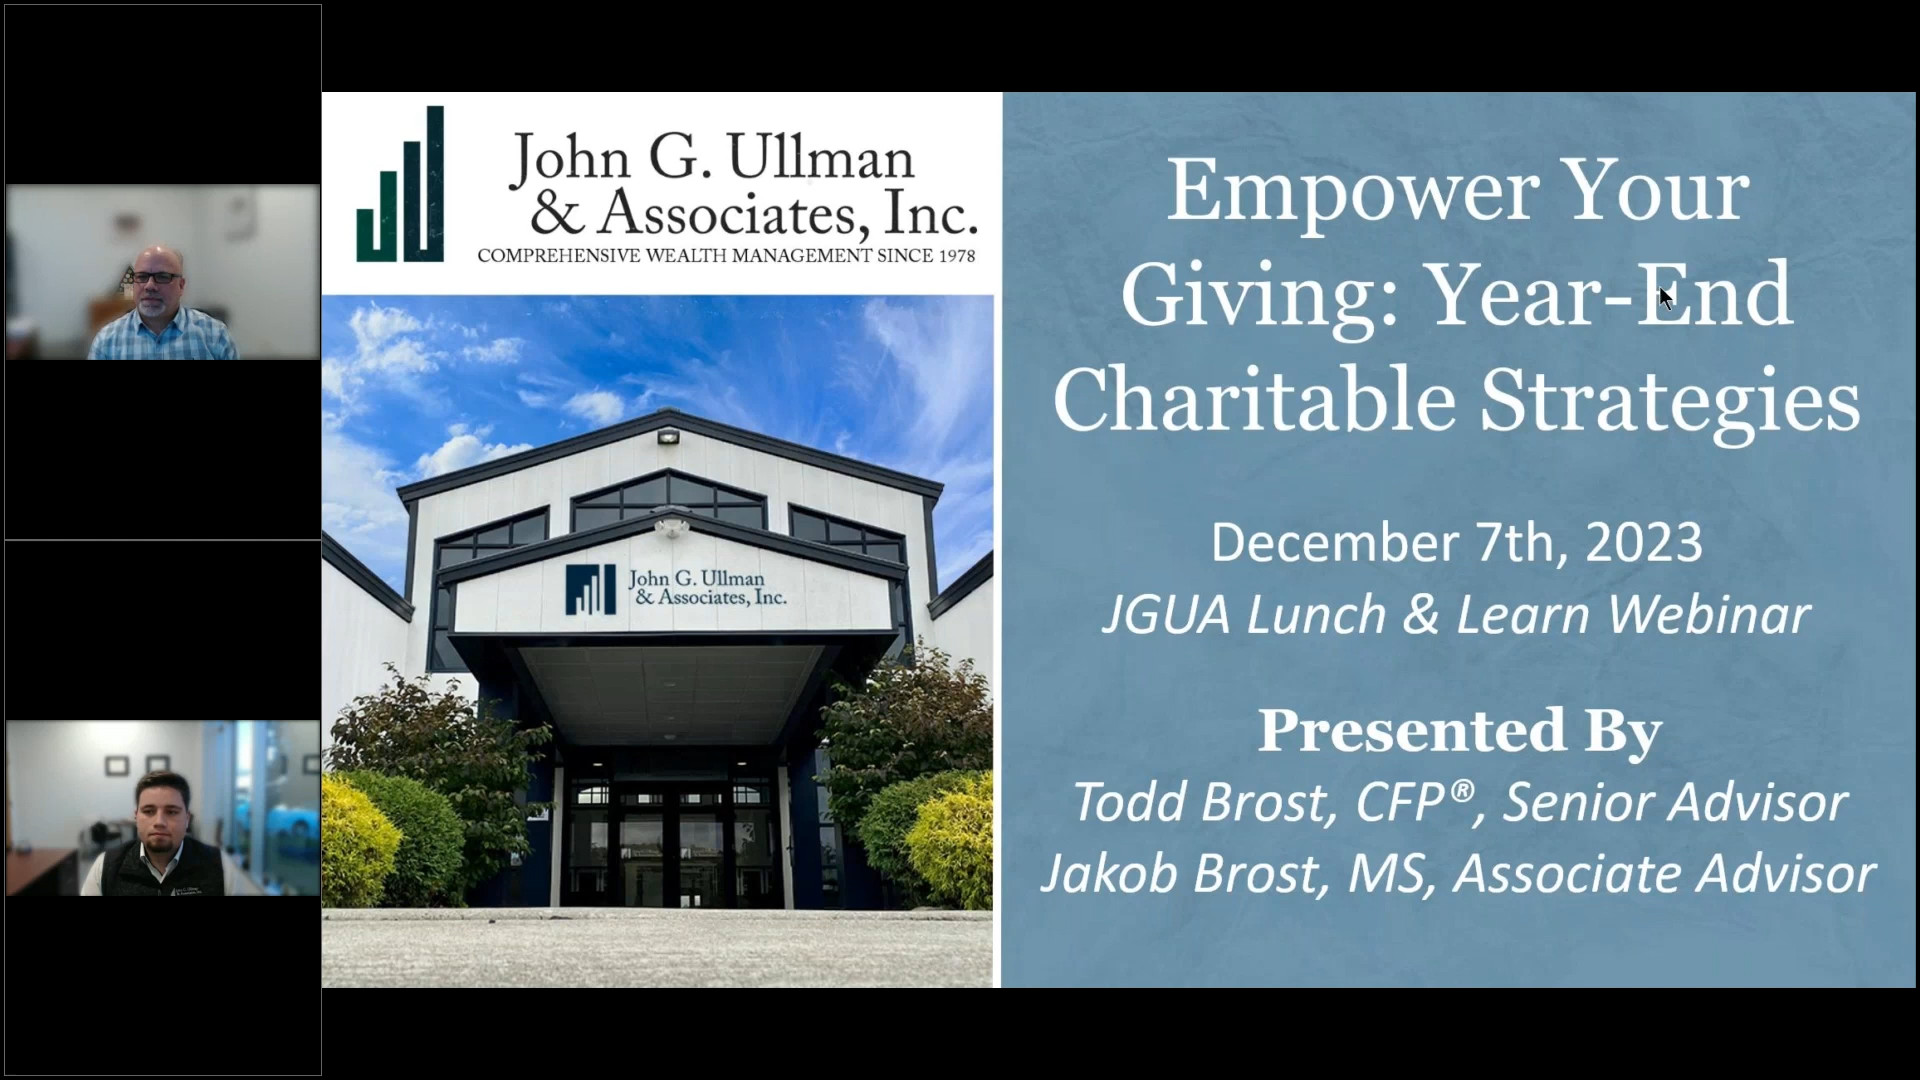 John G. Ullman
& Associates, Inc.
COMPREHENSIVE WEALTH MANAGEMENT SINCE 1978
John G. Ullman
& Associates, Inc.
Empower Your
Giving: Year-End
Charitable Strategies
December 7th, 2023
JGUA Lunch & Learn Webinar
Presented By
Todd Brost, CFP®, Senior Advisor
Jakob Brost, MS, Associate Advisor